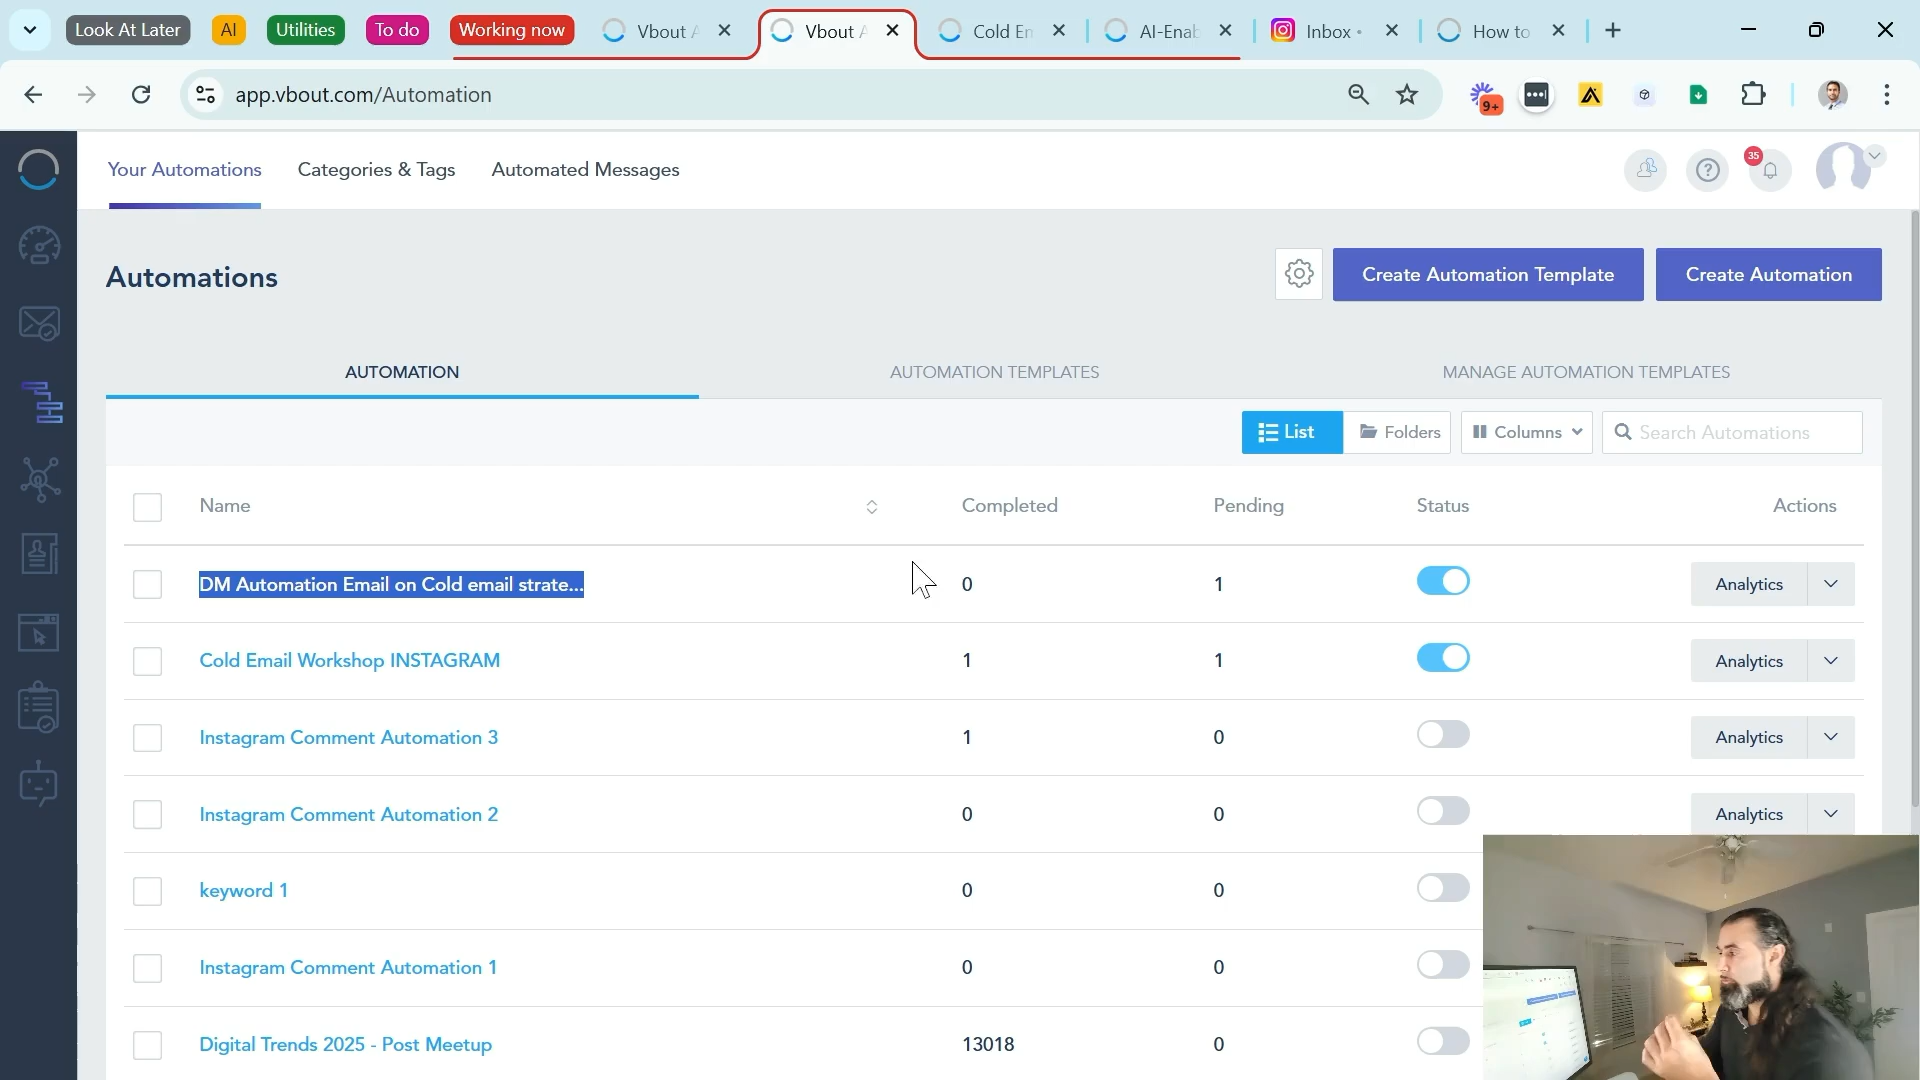 Look At Later AI Utilities To do Working now Vbout A Vbout A Cold Em AI-Enab Inbox • How to
app.vbout.com/Automation 9+
Your Automations Categories & Tags Automated Messages 35
Automations Create Automation Template Create Automation
AUTOMATION AUTOMATION TEMPLATES MANAGE AUTOMATION TEMPLATES
List Folders Columns Search Automations
Name Completed Pending Status Actions
DM Automation Email on Cold email strate... 0 1 Analytics
Cold Email Workshop INSTAGRAM 1 1 Analytics
Instagram Comment Automation 3 1 0 Analytics
Instagram Comment Automation 2 0 0 Analytics
keyword 1 0 0
Instagram Comment Automation 1 0 0
Digital Trends 2025 - Post Meetup 13018 0